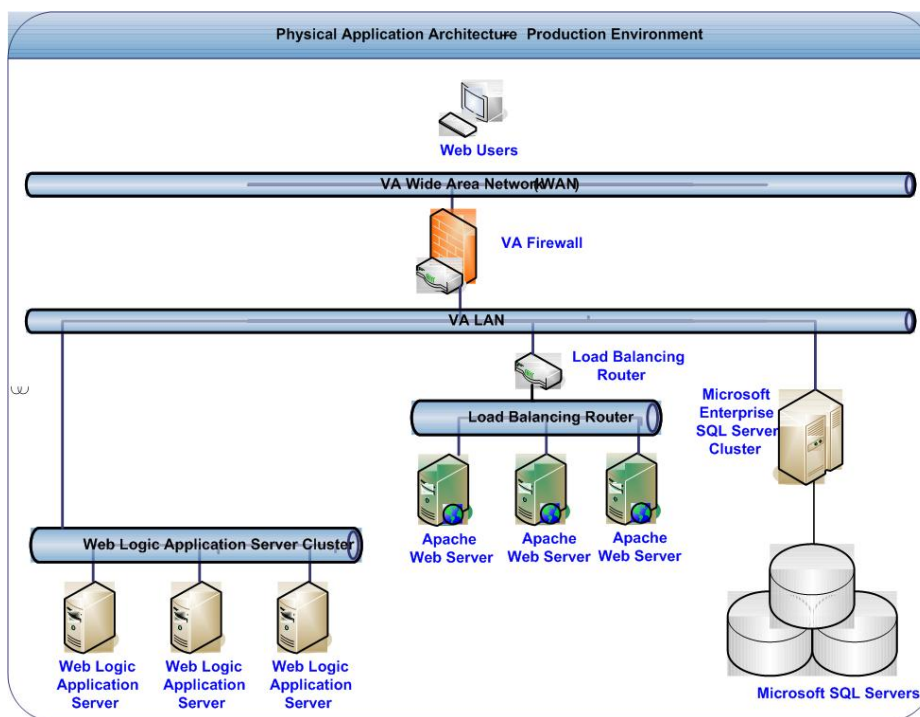 Physical Application Architecture - Production Environment
Web Users
VA Wide Area Network (WAN)
VA Firewall
VA LAN
Load Balancing
Router
Load Balancing Router
Microsoft
Enterprise
SQL Server
Cluster
Apache
Web Server
Apache
Web Server
Apache
Web Server
Web Logic Application Server Cluster
Web Logic
Application
Server
Web Logic
Application
Server
Web Logic
Application
Server
Microsoft SQL Servers